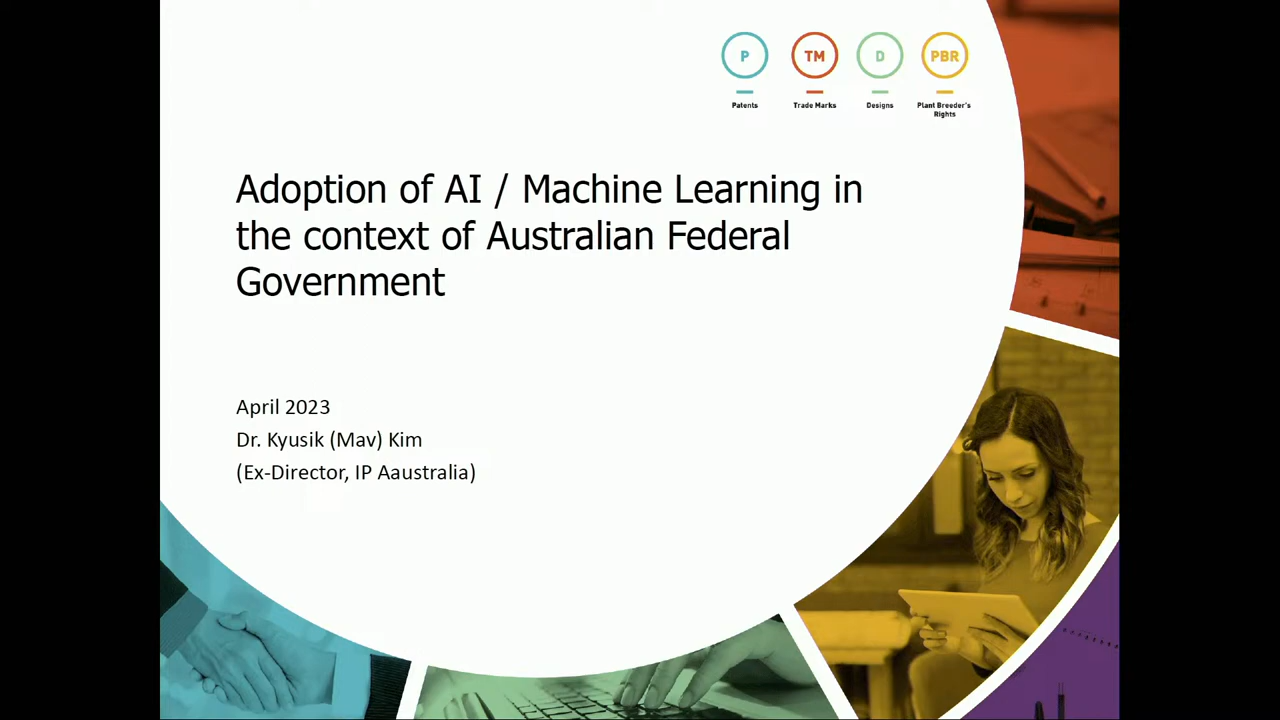 P TM D PBR
Patents Trade Marks Designs Plant Breeder's
Rights
Adoption of AI / Machine Learning in
the context of Australian Federal
Government
April 2023
Dr. Kyusik (Mav) Kim
(Ex-Director, IP Aaustralia)